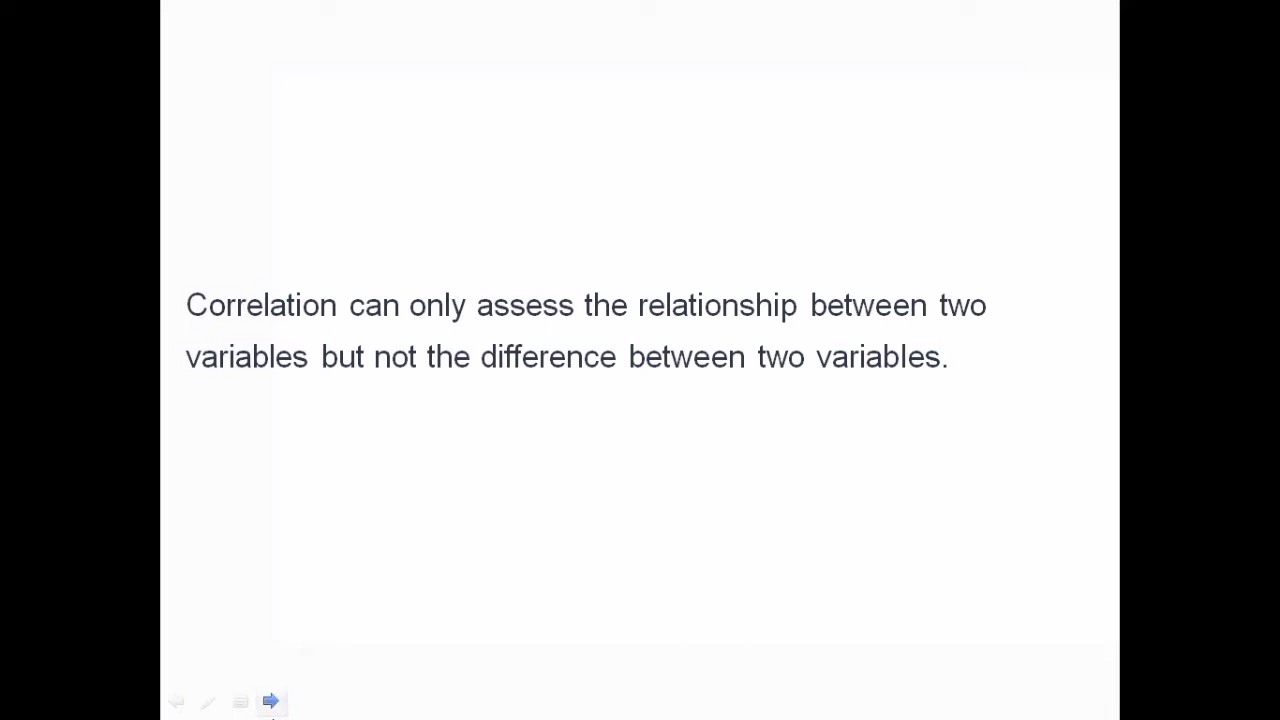 Correlation can only assess the relationship between two
variables but not the difference between two variables.